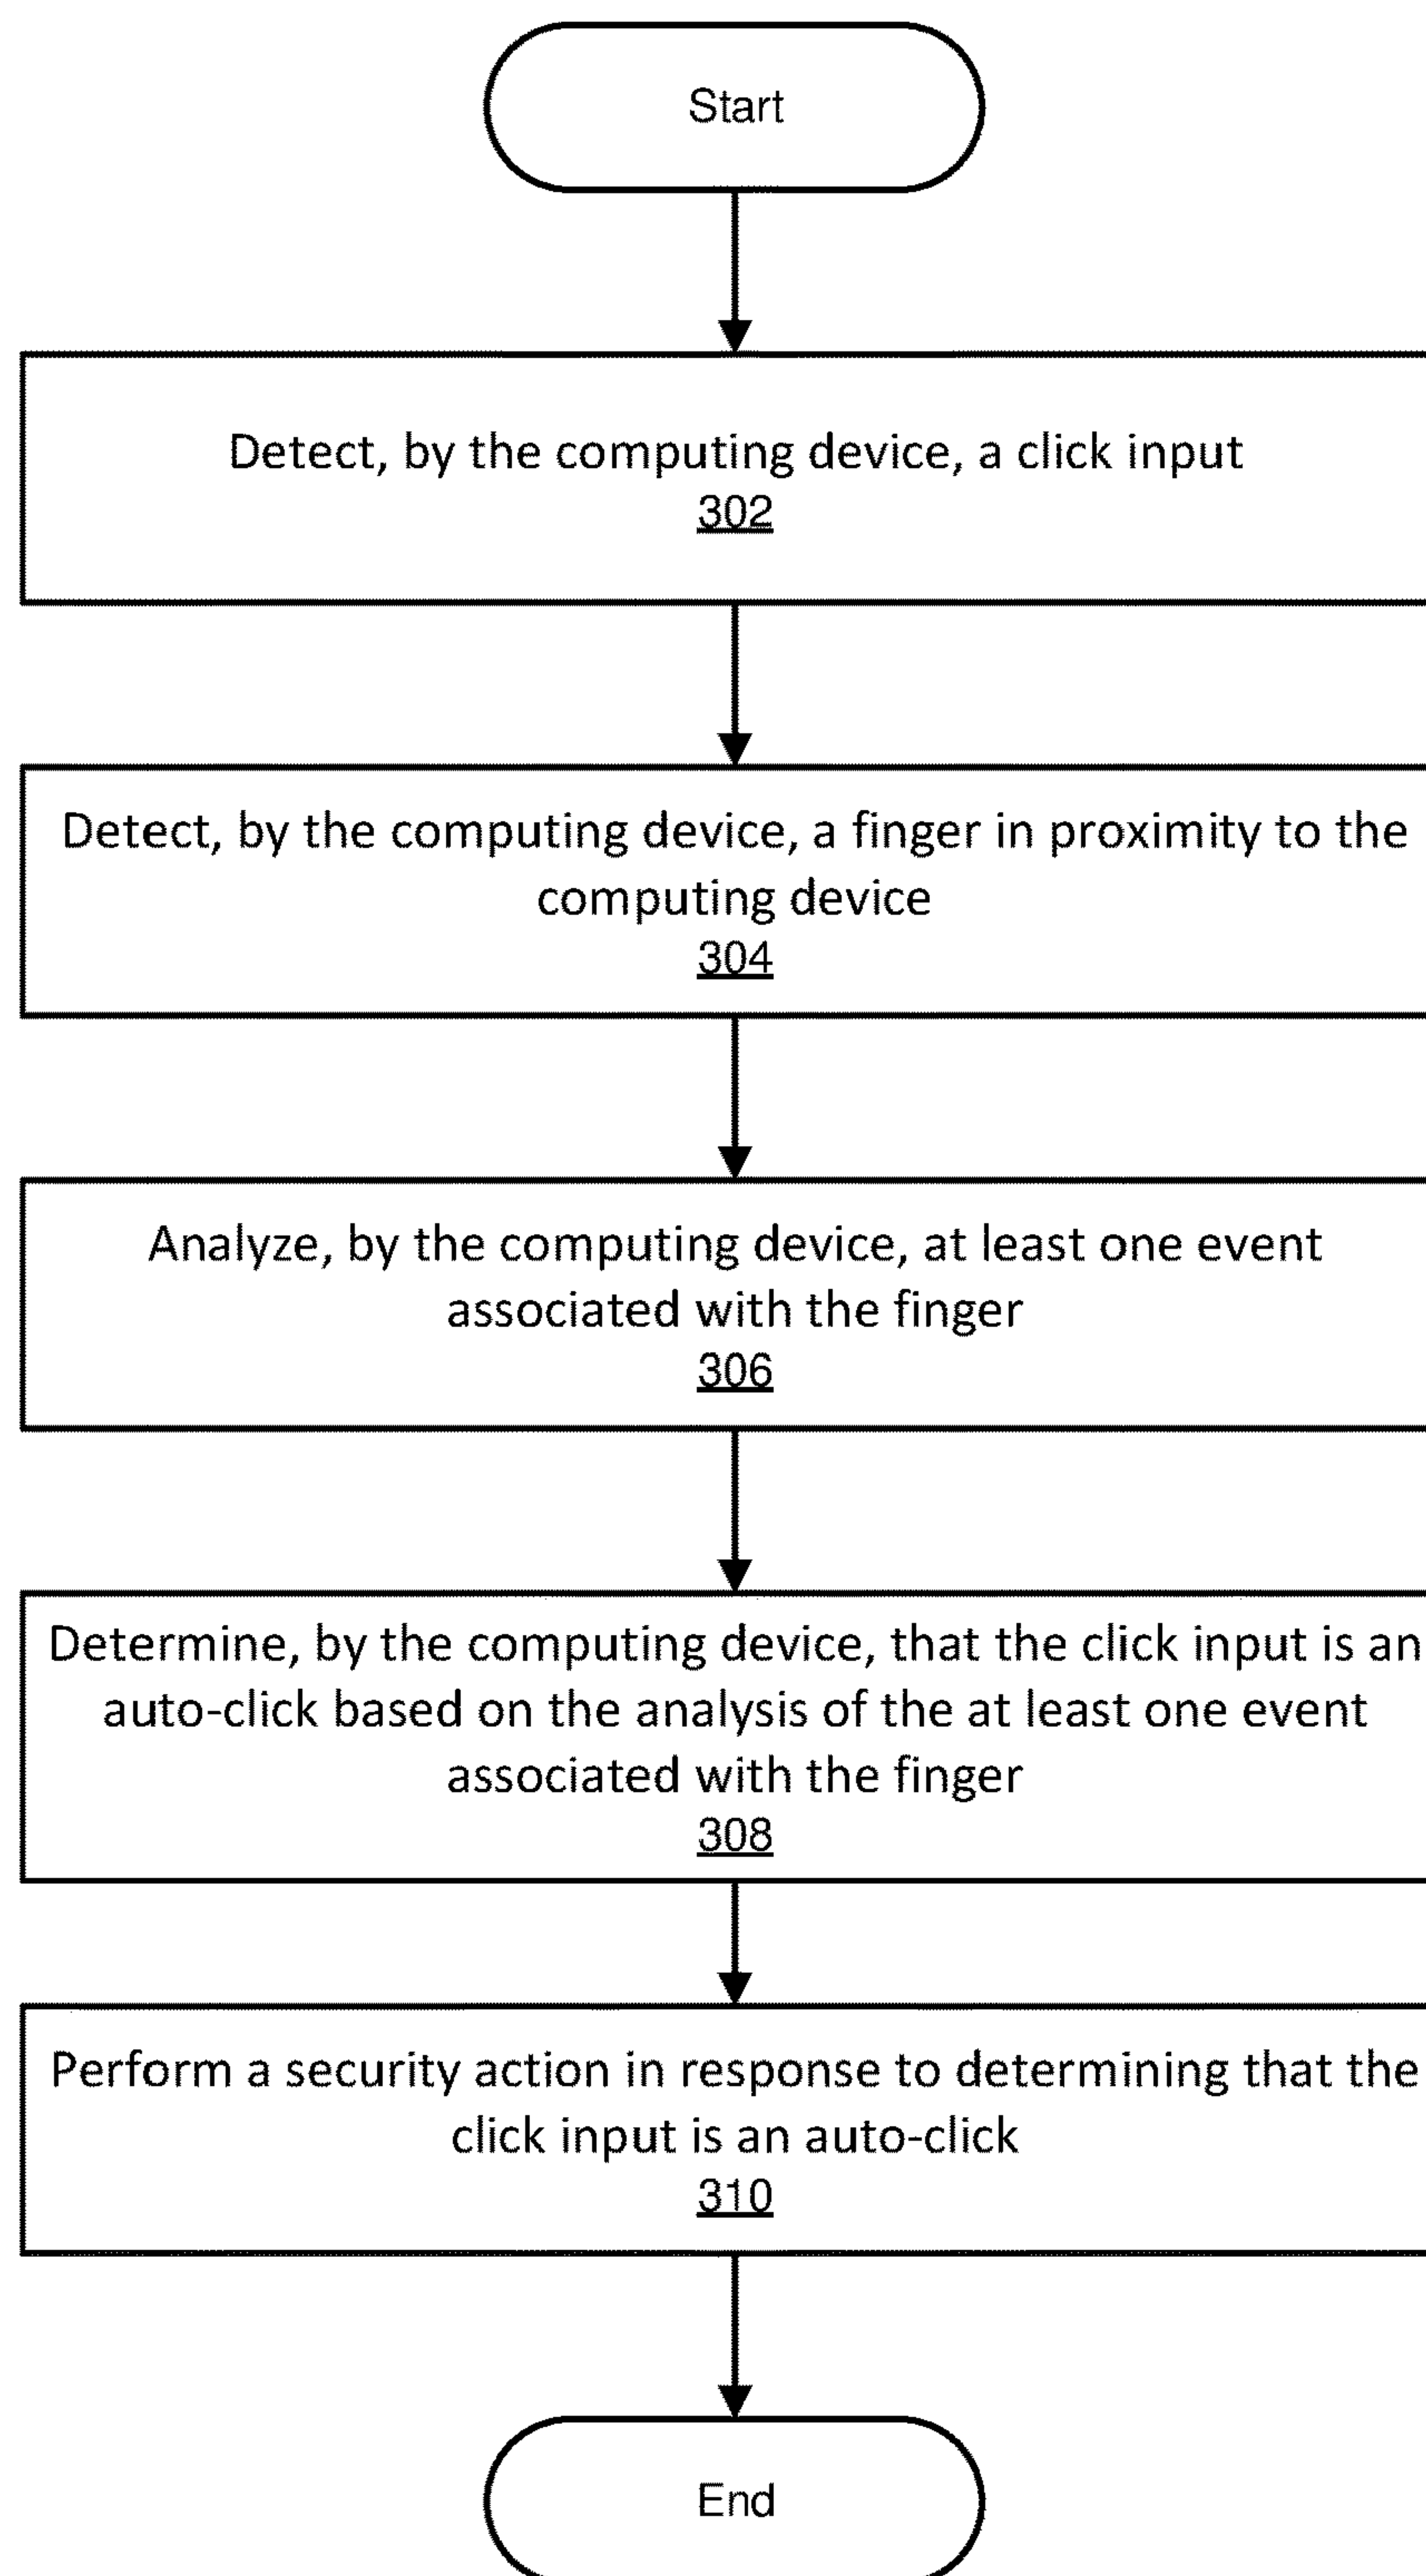 Start
Detect, by the computing device, a click input
302
Detect, by the computing device, a finger in proximity to the
computing device
304
Analyze, by the computing device, at least one event
associated with the finger
306
Determine, by the computing device, that the click input is an
auto-click based on the analysis of the at least one event
associated with the finger
308
Perform a security action in response to determining that the
click input is an auto-click
310
End